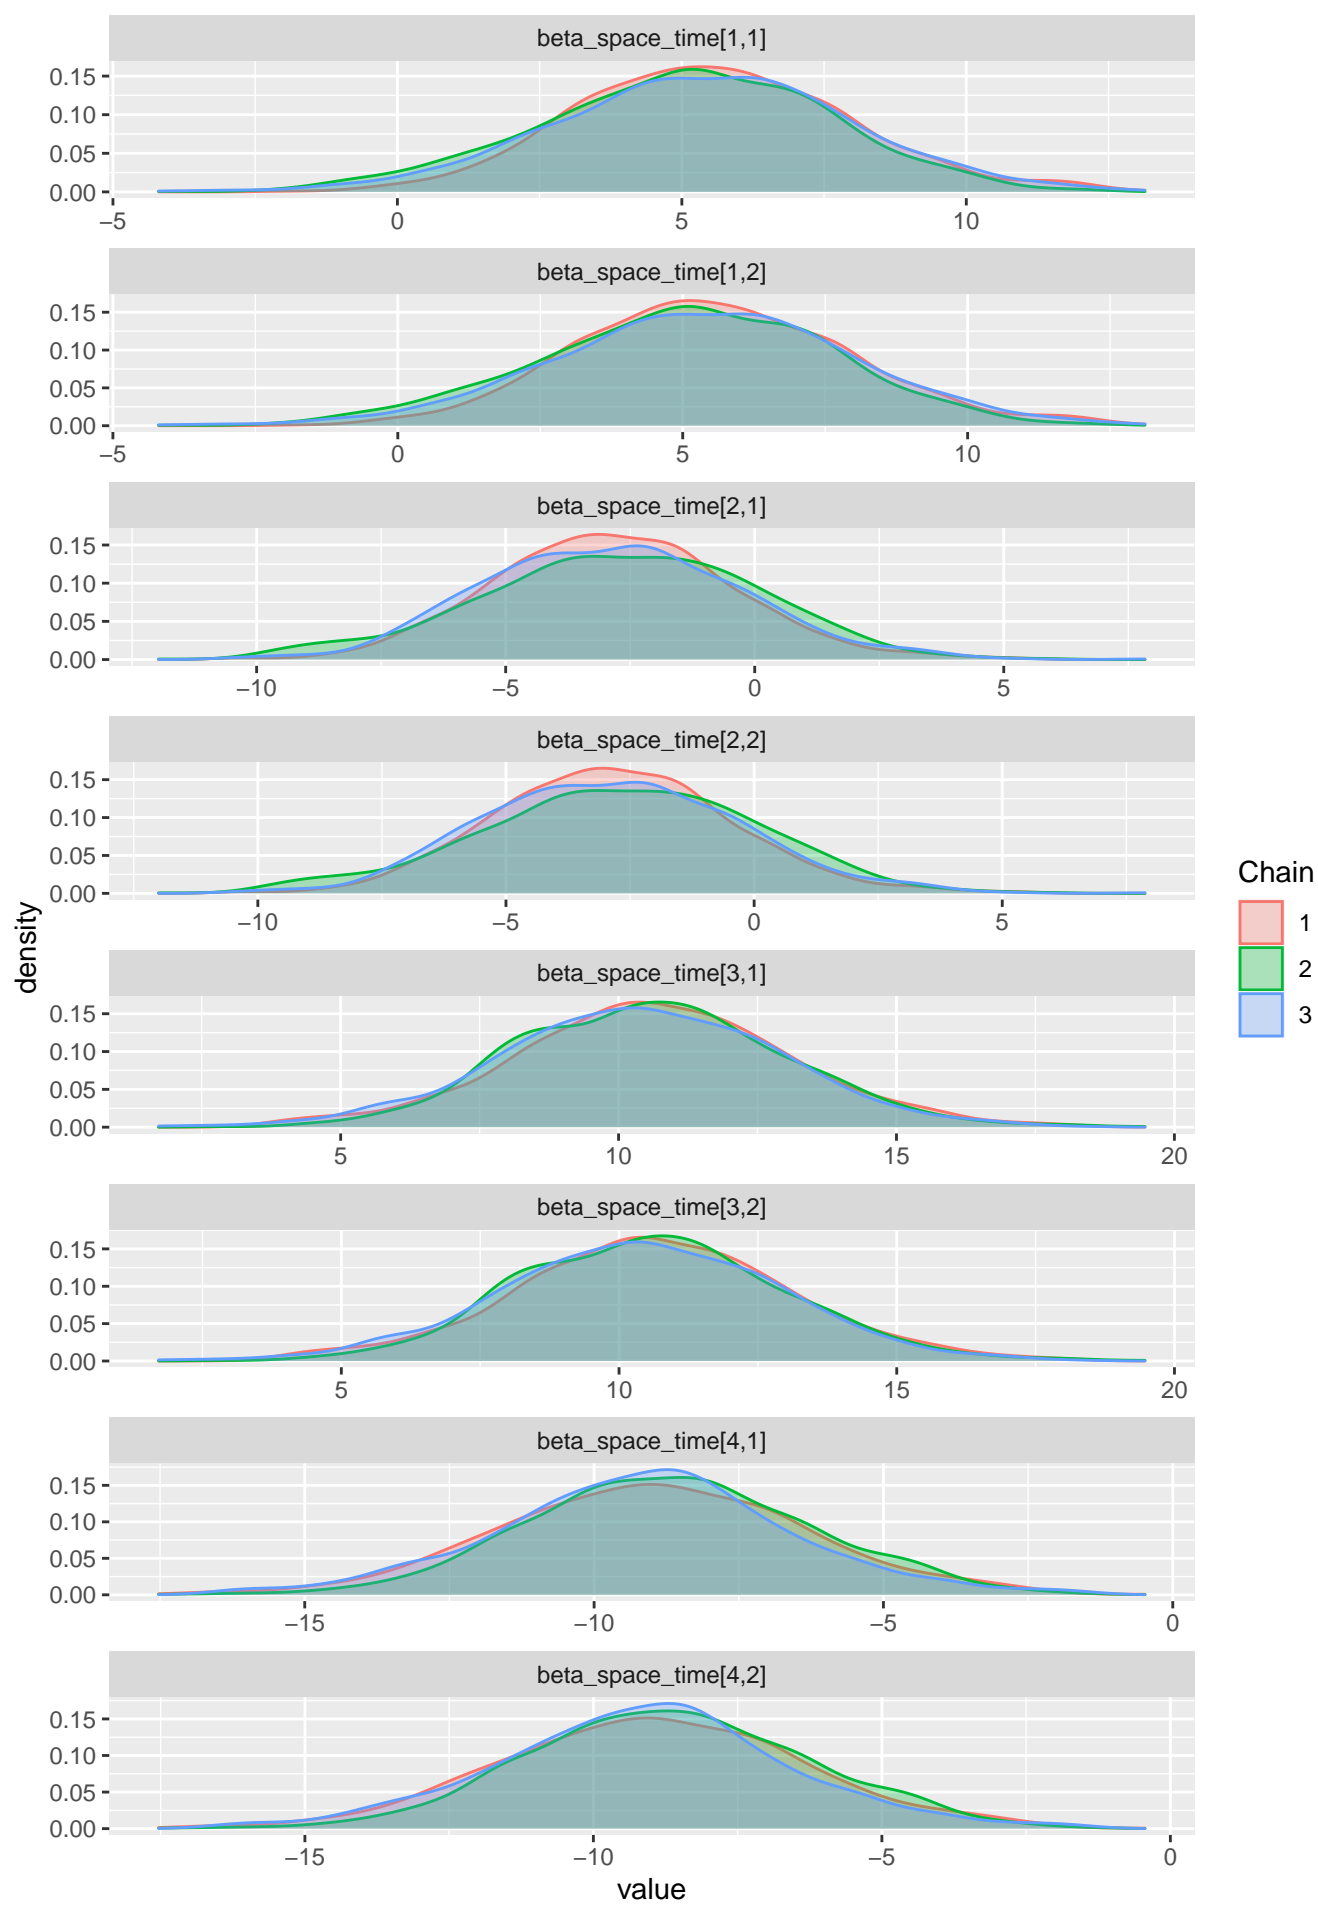 beta_space_time[1,1]
0.15
0.10
0.05
0.00
−5 0 5 10
beta_space_time[1,2]
0.15
0.10
0.05
0.00
−5 0 5 10
beta_space_time[2,1]
0.15
0.10
0.05
0.00
−10 −5 0 5
beta_space_time[2,2]
0.15
0.10
0.05
0.00
−10 −5 0 5
beta_space_time[3,1]
0.15
0.10
0.05
0.00
5 10 15 20
beta_space_time[3,2]
0.15
0.10
0.05
0.00
5 10 15 20
beta_space_time[4,1]
0.15
0.10
0.05
0.00
−15 −10 −5 0
beta_space_time[4,2]
0.15
0.10
0.05
0.00
−15 −10 −5 0
value
density
Chain
1
2
3